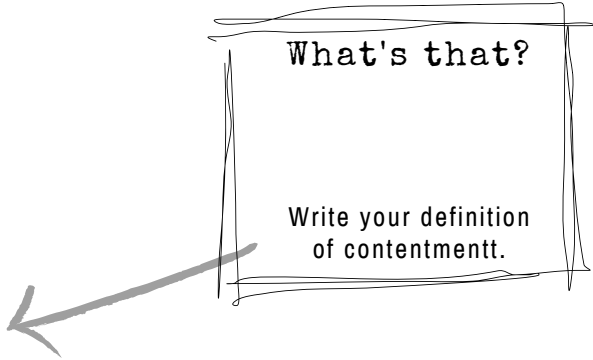 What's that?
Write your definition
of contentmentt.